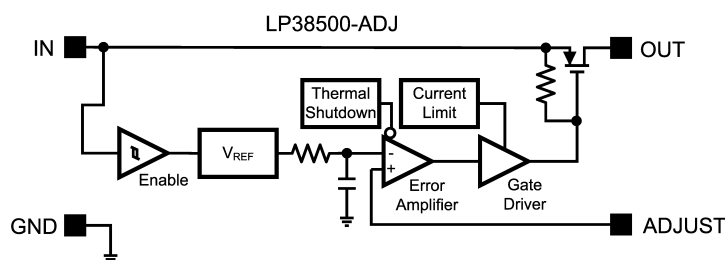 LP38500-ADJ
IN
OUT
Thermal
Shutdown
Current
Limit
VREF
-
+
Enable
Error
Amplifier
Gate
Driver
GND
ADJUST